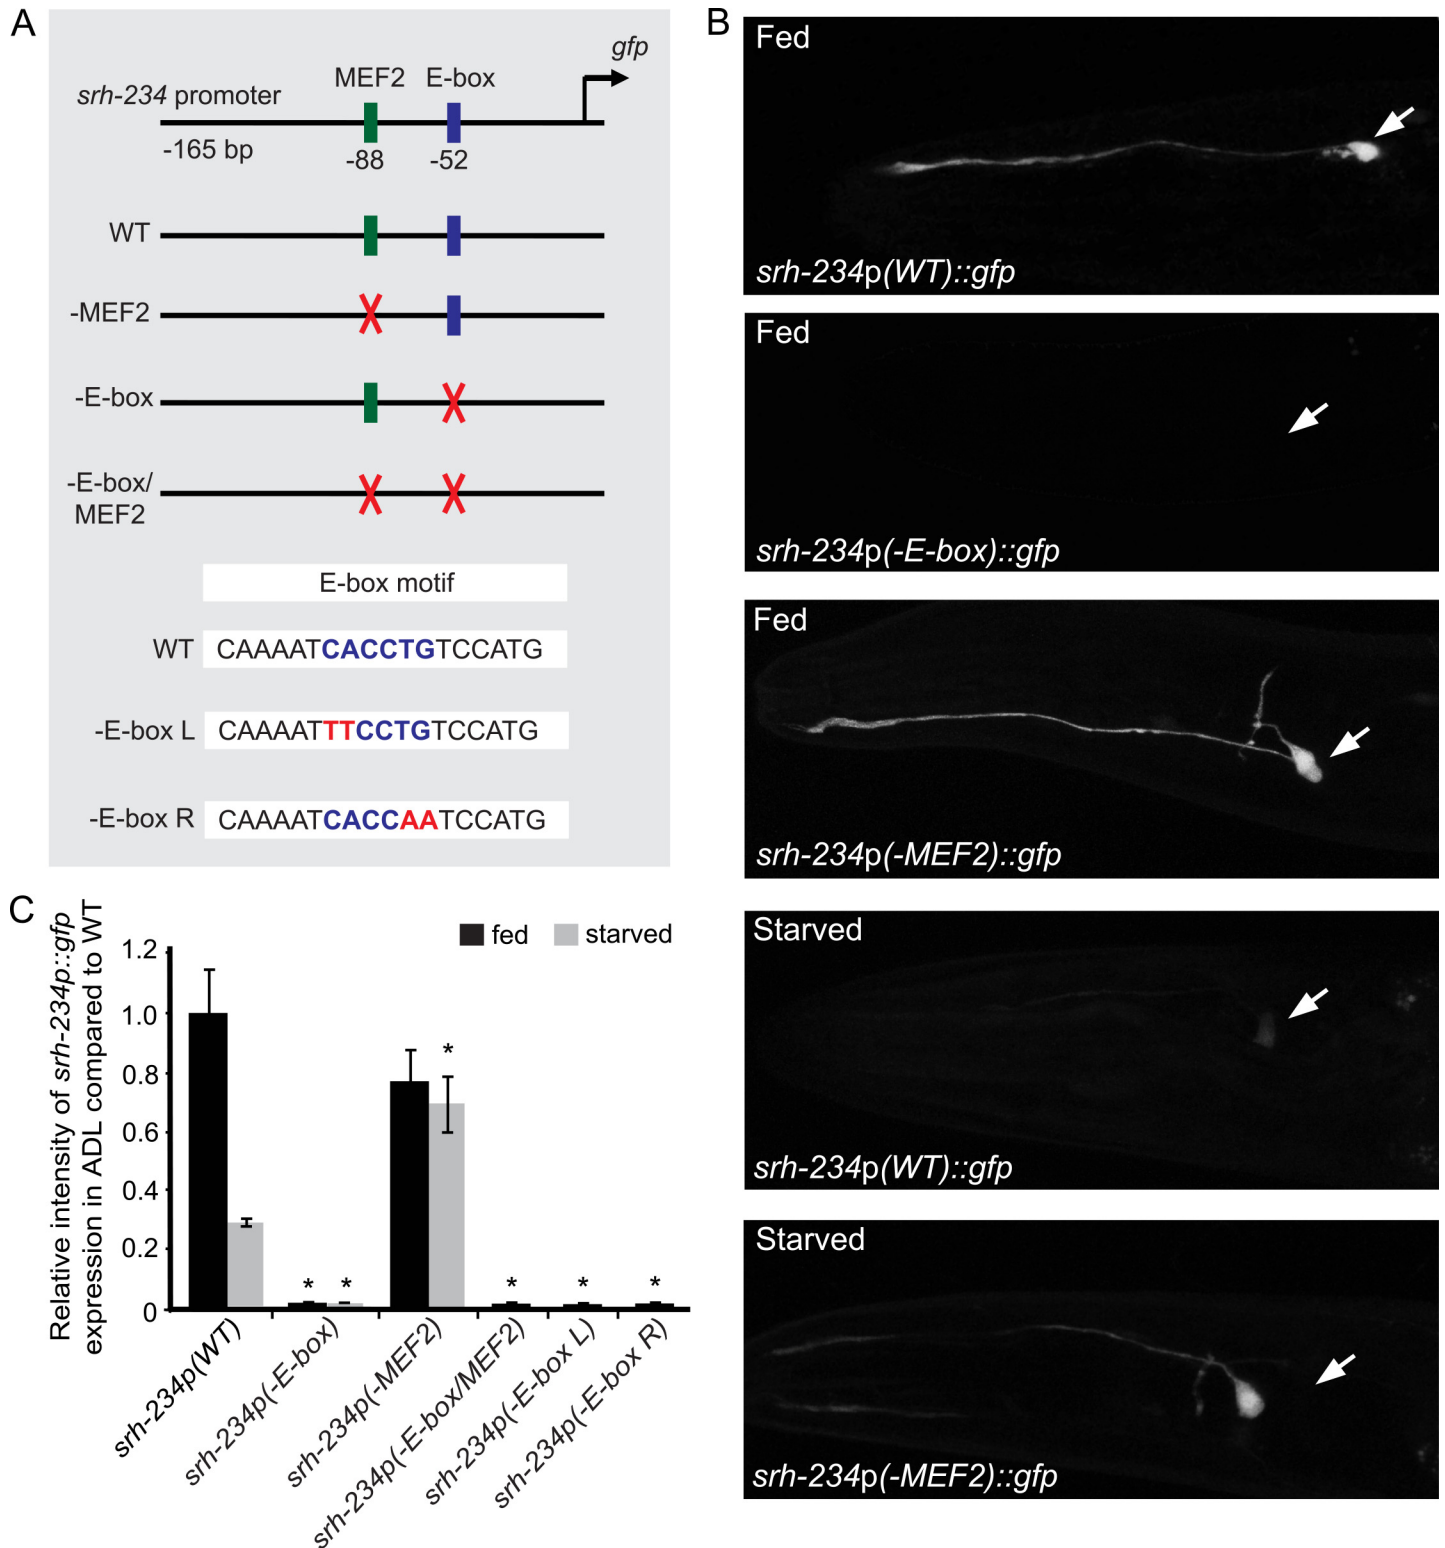 A
gfp
MEF2 E-box
srh-234 promoter
-165 bp
-88 -52
WT
-MEF2
-E-box
-E-box/
MEF2
E-box motif
WT CAAAATCACCTGTCCATG
-E-box L CAAAATTTCCTGTCCATG
-E-box R CAAAATCACCAATCCATG
B
Fed
srh-234p(WT)::gfp
Fed
srh-234p(-E-box)::gfp
Fed
srh-234p(-MEF2)::gfp
Starved
srh-234p(WT)::gfp
Starved
srh-234p(-MEF2)::gfp
C
Relative intensity of srh-234p::gfp
expression in ADL compared to WT
fed starved
1.2
1.0
0.8
0.6
0.4
0.2
0
*
* *
* * *
srh-234p(WT)
srh-234p(-E-box)
srh-234p(-MEF2)
srh-234p(-E-box/MEF2)
srh-234p(-E-box L)
srh-234p(-E-box R)